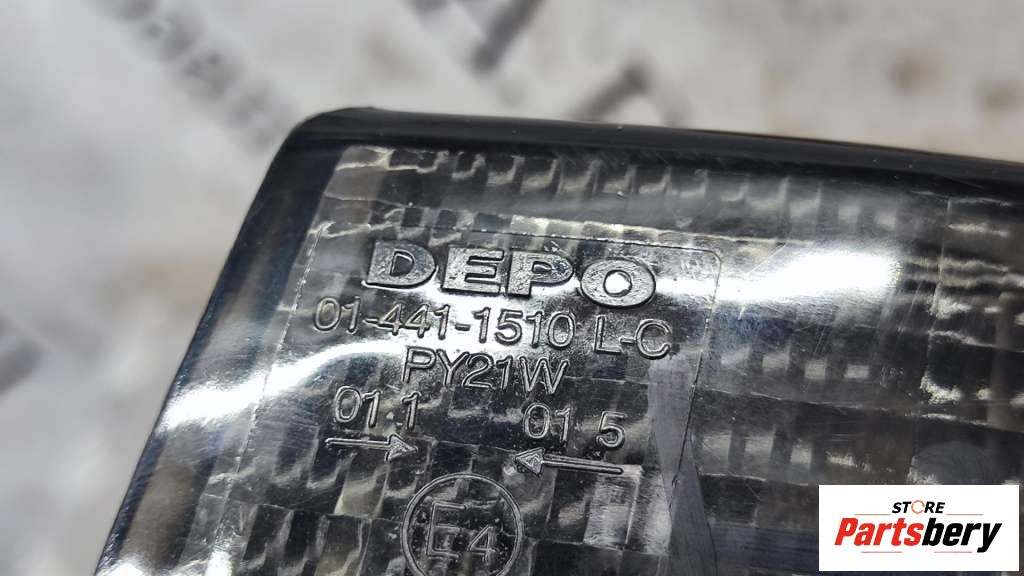 DEPO
01-441-1510 L-C
PY21W
01 1 01 5
E4
STORE
Partsbery